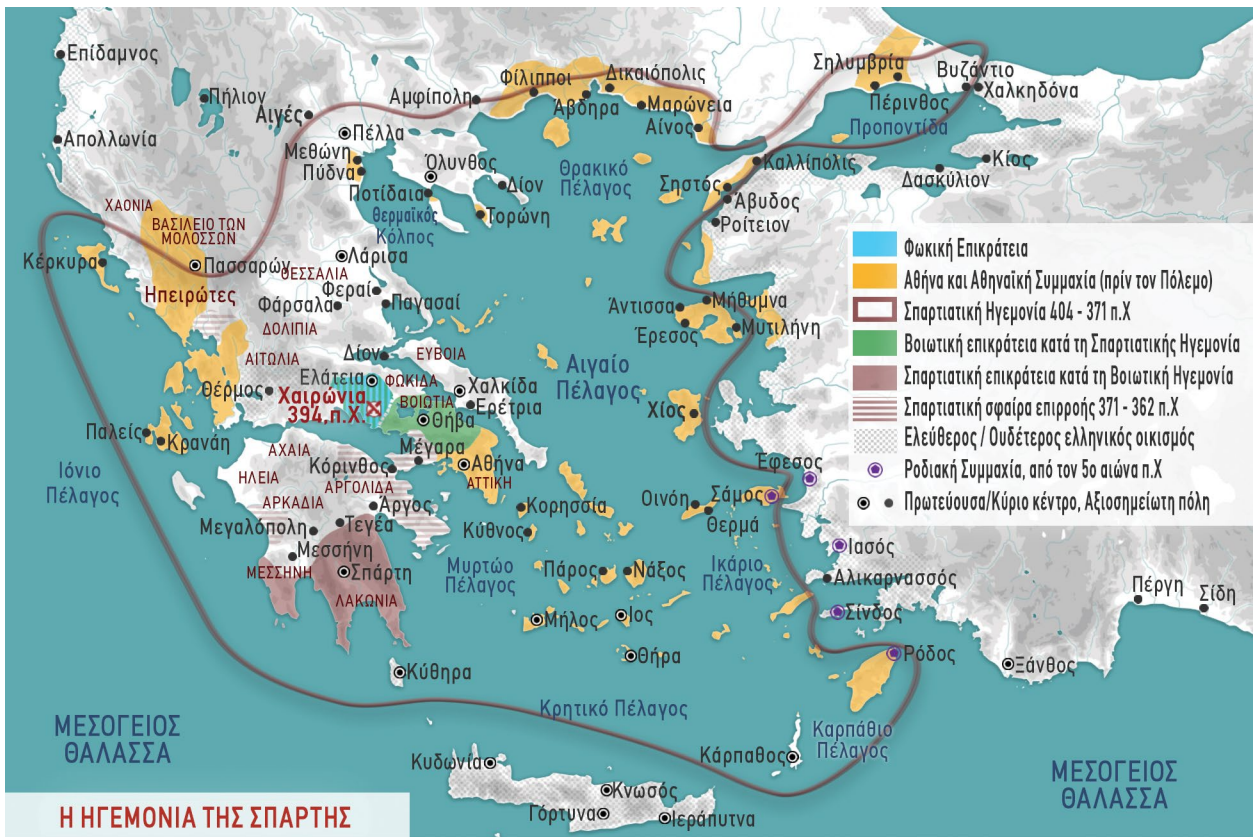 Επίδαμνος
Πήλιον
Αιγές
Απολλωνία
Πέλλα
Μεθώνη
Πύδνα
Αμφίπολη
Φίλιπποι
Δικαιόπολις
Άβδηρα
Μαρώνεια
Αίνος
Σηλυμβρία
Βυζάντιο
Χαλκηδόνα
Πέρινθος
Προποντίδα
Καλλίπολις
Κίος
Δασκύλιον
Σηστός
Άβυδος
Ροίτειον
Όλυνθος
Ποτίδαια
Δίον
Τορώνη
Θερμαϊκός
Κόλπος
Θρακικό
Πέλαγος
ΧΑΟΝΙΑ
ΒΑΣΙΛΕΙΟ ΤΩΝ
ΜΟΛΟΣΣΩΝ
Κέρκυρα
Πασσαρών
Ηπειρώτες
Λάρισα
ΘΕΣΣΑΛΙΑ
Φεραί
Φάρσαλα
Παγασαί
ΔΟΛΙΠΙΑ
ΑΙΤΩΛΙΑ
Δίον
ΕΥΒΟΙΑ
Θέρμος
Ελάτεια
ΦΩΚΙΔΑ
Χαλκίδα
Χαιρώνια
394,π.Χ.
ΒΟΙΩΤΙΑ
Ερέτρια
Θήβα
Παλείς
Κρανάη
Μέγαρα
Αθήνα
ΑΤΤΙΚΗ
ΑΧΑΙΑ
Κόρινθος
ΗΛΕΙΑ
ΑΡΓΟΛΙΔΑ
ΑΡΚΑΔΙΑ
Άργος
Μεγαλόπολη
Τεγέα
Μεσσήνη
ΜΕΣΣΗΝΗ
Σπάρτη
ΛΑΚΩΝΙΑ
Κύθηρα
Ιόνιο
Πέλαγος
Αιγαίο
Πέλαγος
Άντισσα
Μήθυμνα
Έρεσος
Μυτιλήνη
Χίος
Έφεσος
Οινόη
Σάμος
Θερμά
Κορησσία
Κύθνος
Μυρτώο
Πέλαγος
Πάρος
Νάξος
Ικάριο
Πέλαγος
Ιασός
Αλικαρνασσός
Σίνδος
Μήλος
Ιος
Θήρα
Ρόδος
Πέργη
Σίδη
Ξάνθος
Κρητικό Πέλαγος
Καρπάθιο
Πέλαγος
Κάρπαθος
Κυδωνία
Κνωσός
Γόρτυνα
Ιεράπυτνα
ΜΕΣΟΓΕΙΟΣ
ΘΑΛΑΣΣΑ
ΜΕΣΟΓΕΙΟΣ
ΘΑΛΑΣΣΑ
Φωκική Επικράτεια
Αθήνα και Αθηναϊκή Συμμαχία (πρίν τον Πόλεμο)
Σπαρτιατική Ηγεμονία 404 - 371 π.Χ
Βοιωτική επικράτεια κατά τη Σπαρτιατικής Ηγεμονία
Σπαρτιατική επικράτεια κατά τη Βοιωτική Ηγεμονία
Σπαρτιατική σφαίρα επιρροής 371 - 362 π.Χ
Ελεύθερος / Ουδέτερος ελληνικός οικισμός
Ροδιακή Συμμαχία, από τον 5ο αιώνα π.Χ
Πρωτεύουσα/Κύριο κέντρο, Αξιοσημείωτη πόλη
Η ΗΓΕΜΟΝΙΑ ΤΗΣ ΣΠΑΡΤΗΣ